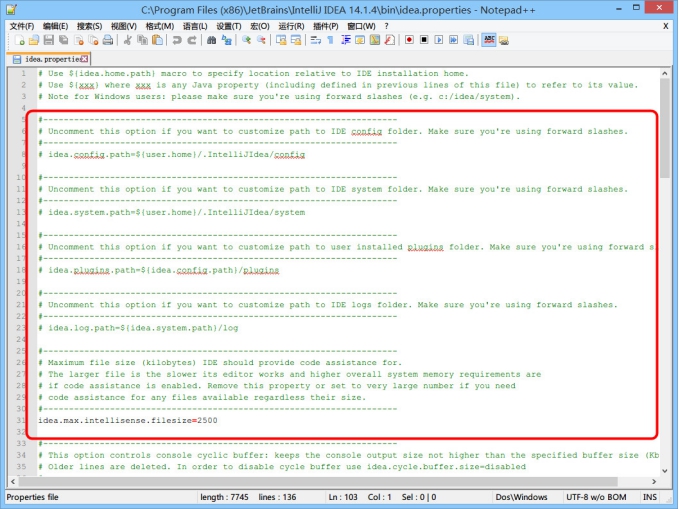 C:\Program Files (x86)\JetBrains\IntelliJ IDEA 14.1.4\bin\idea.properties - Notepad++
文件(F) 编辑(E) 搜索(S) 视图(V) 格式(M) 语言(L) 设置(T) 宏(O) 运行(R) 插件(P) 窗口(W) ? X
idea.properties
1 # Use ${idea.home.path} macro to specify location relative to IDE installation home.
2 # Use ${xxx} where xxx is any Java property (including defined in previous lines of this file) to refer to its value.
3 # Note for Windows users: please make sure you're using forward slashes (e.g. c:/idea/system).
4
5 #--------------------------------------------------------------------
6 # Uncomment this option if you want to customize path to IDE config folder. Make sure you're using forward slashes.
7 #--------------------------------------------------------------------
8 # idea.config.path=${user.home}/.IntelliJIdea/config
9
10 #--------------------------------------------------------------------
11 # Uncomment this option if you want to customize path to IDE system folder. Make sure you're using forward slashes.
12 #--------------------------------------------------------------------
13 # idea.system.path=${user.home}/.IntelliJIdea/system
14
15 #--------------------------------------------------------------------
16 # Uncomment this option if you want to customize path to user installed plugins folder. Make sure you're using forward s
17 #--------------------------------------------------------------------
18 # idea.plugins.path=${idea.config.path}/plugins
19
20 #--------------------------------------------------------------------
21 # Uncomment this option if you want to customize path to IDE logs folder. Make sure you're using forward slashes.
22 #--------------------------------------------------------------------
23 # idea.log.path=${idea.system.path}/log
24
25 #--------------------------------------------------------------------
26 # Maximum file size (kilobytes) IDE should provide code assistance for.
27 # The larger file is the slower its editor works and higher overall system memory requirements are
28 # if code assistance is enabled. Remove this property or set to very large number if you need
29 # code assistance for any files available regardless their size.
30 #--------------------------------------------------------------------
31 idea.max.intellisense.filesize=2500
32
33 #--------------------------------------------------------------------
34 # This option controls console cyclic buffer: keeps the console output size not higher than the specified buffer size (Kb
35 # Older lines are deleted. In order to disable cycle buffer use idea.cycle.buffer.size=disabled
Properties file length : 7745 lines : 136 Ln : 103 Col : 1 Sel : 0 | 0 Dos\Windows UTF-8 w/o BOM INS